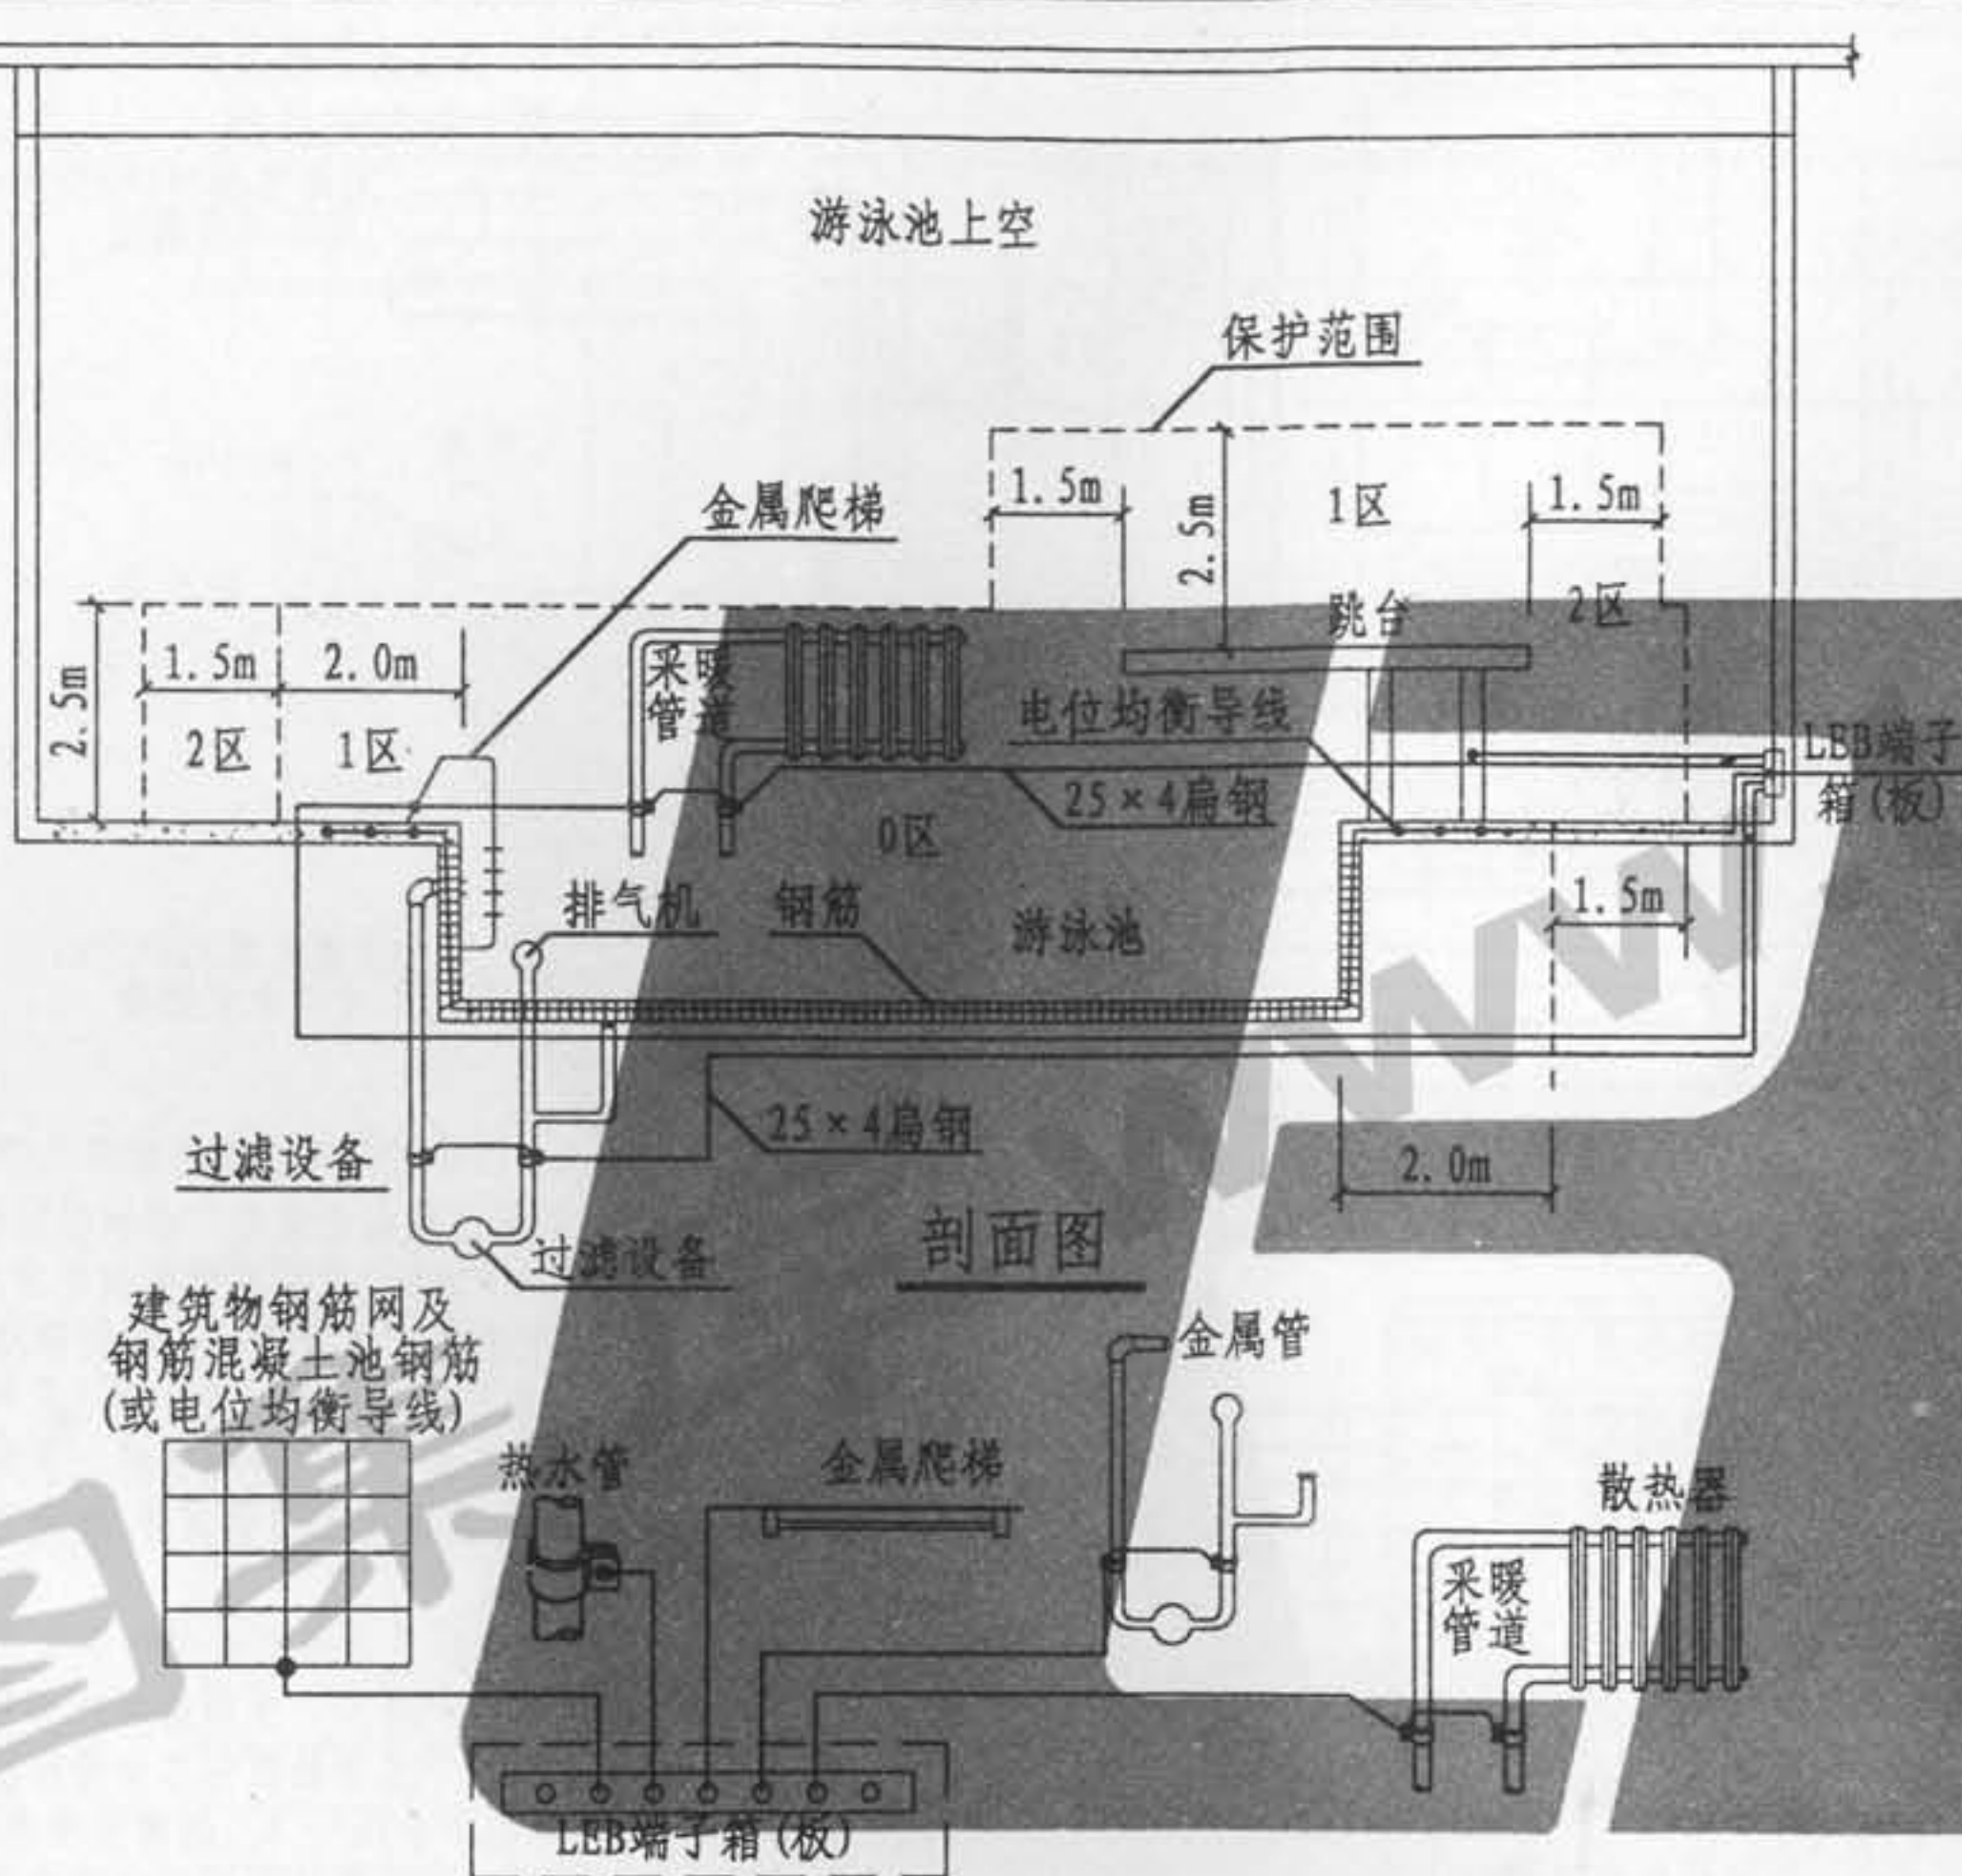 游泳池上空
保护范围
1.5m
1区
1.5m
2.5m
金属爬梯
跳台
2区
1.5m
2.0m
2.5m
2区
1区
采暖
管道
电位均衡导线
25×4扁钢
LEB端子
箱(板)
0区
排气机
钢筋
游泳池
1.5m
25×4扁钢
过滤设备
2.0m
过滤设备
剖面图
建筑物钢筋网及
钢筋混凝土池钢筋
(或电位均衡导线)
金属管
热水管
金属爬梯
散热器
采暖
管道
LEB端子箱(板)
WWW
图集